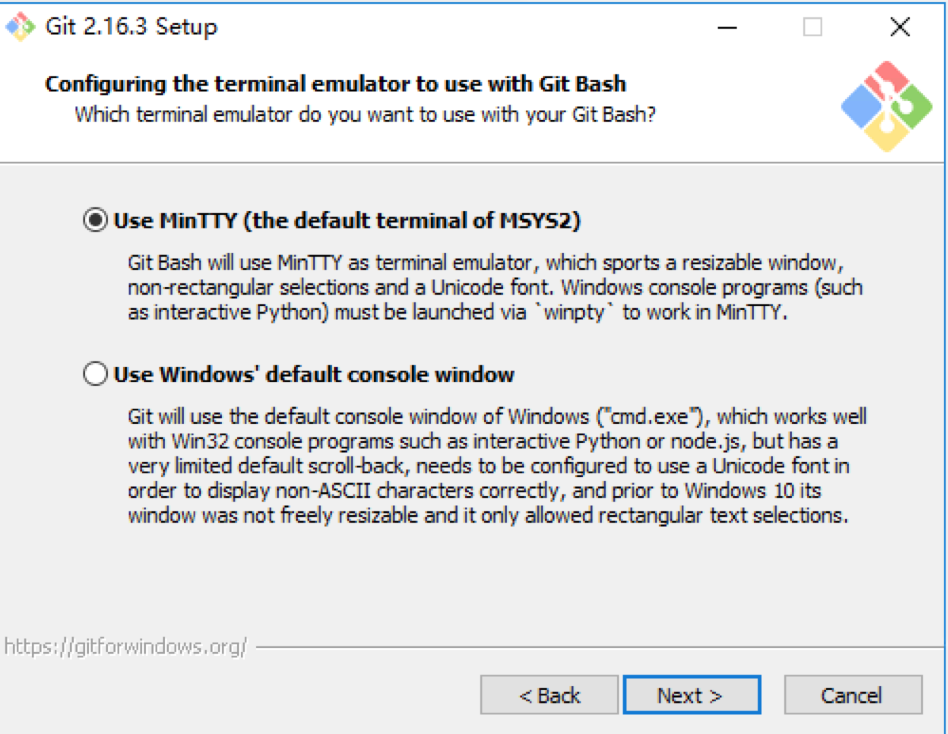 Git 2.16.3 Setup
Configuring the terminal emulator to use with Git Bash
Which terminal emulator do you want to use with your Git Bash?
Use MinTTY (the default terminal of MSYS2)
Git Bash will use MinTTY as terminal emulator, which sports a resizable window,
non-rectangular selections and a Unicode font. Windows console programs (such
as interactive Python) must be launched via `winpty` to work in MinTTY.
Use Windows' default console window
Git will use the default console window of Windows ("cmd.exe"), which works well
with Win32 console programs such as interactive Python or node.js, but has a
very limited default scroll-back, needs to be configured to use a Unicode font in
order to display non-ASCII characters correctly, and prior to Windows 10 its
window was not freely resizable and it only allowed rectangular text selections.
https://gitforwindows.org/
< Back Next > Cancel